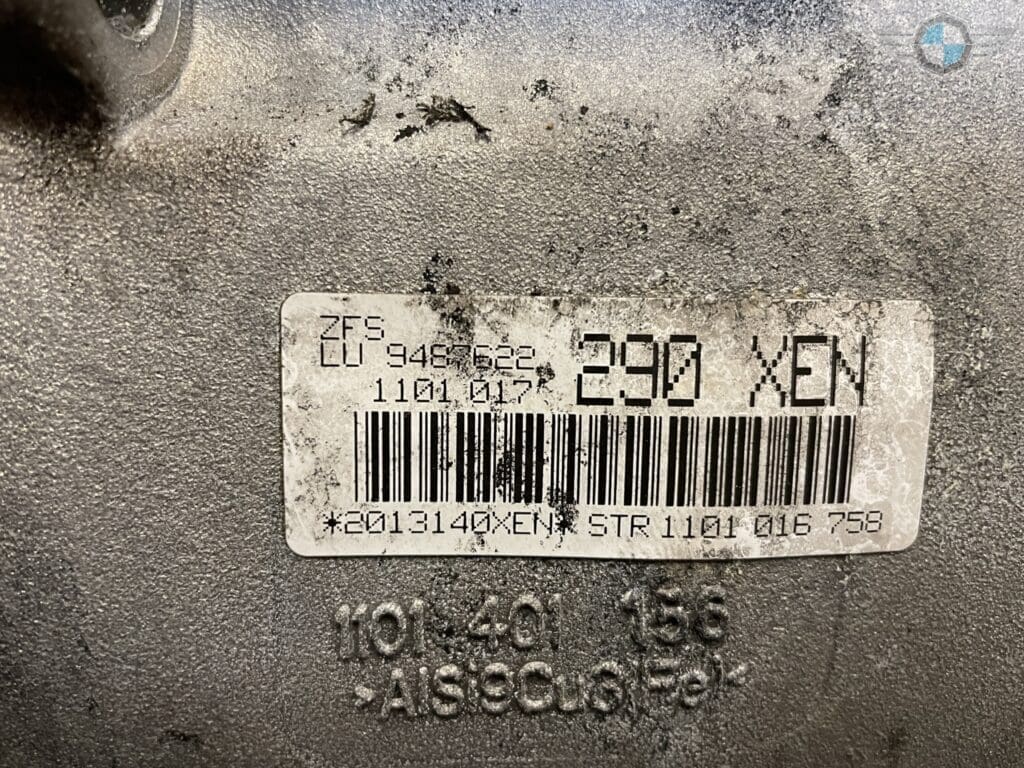 ZFS
LU 9487622
1101 017
290 XEN
*2013140XEN* STR 1101 016 758
1101 401 156
>AlSi9Cu3(Fe)<